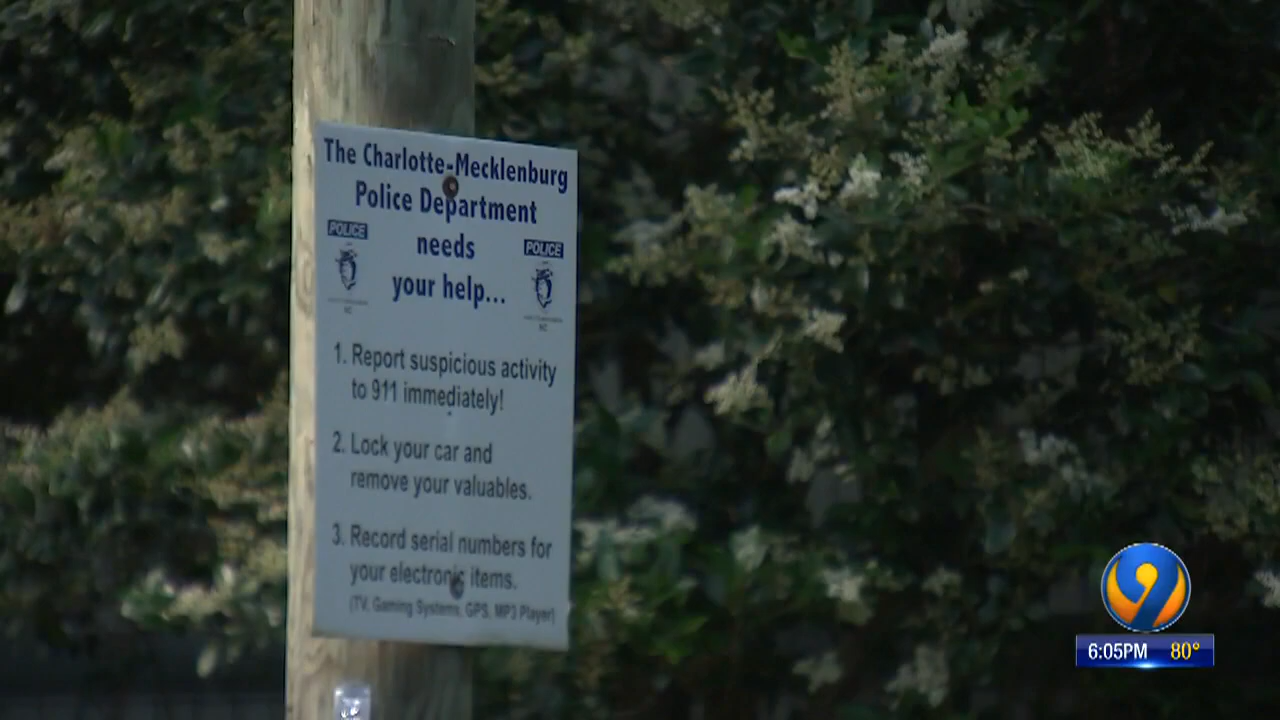 The Charlotte-Mecklenburg
Police Department
needs
your help...
POLICE
POLICE
1. Report suspicious activity
to 911 immediately!
2. Lock your car and
remove your valuables.
3. Record serial numbers for
your electronic items.
(TV, Gaming Systems, GPS, MP3 Player)
9
6:05PM 80°